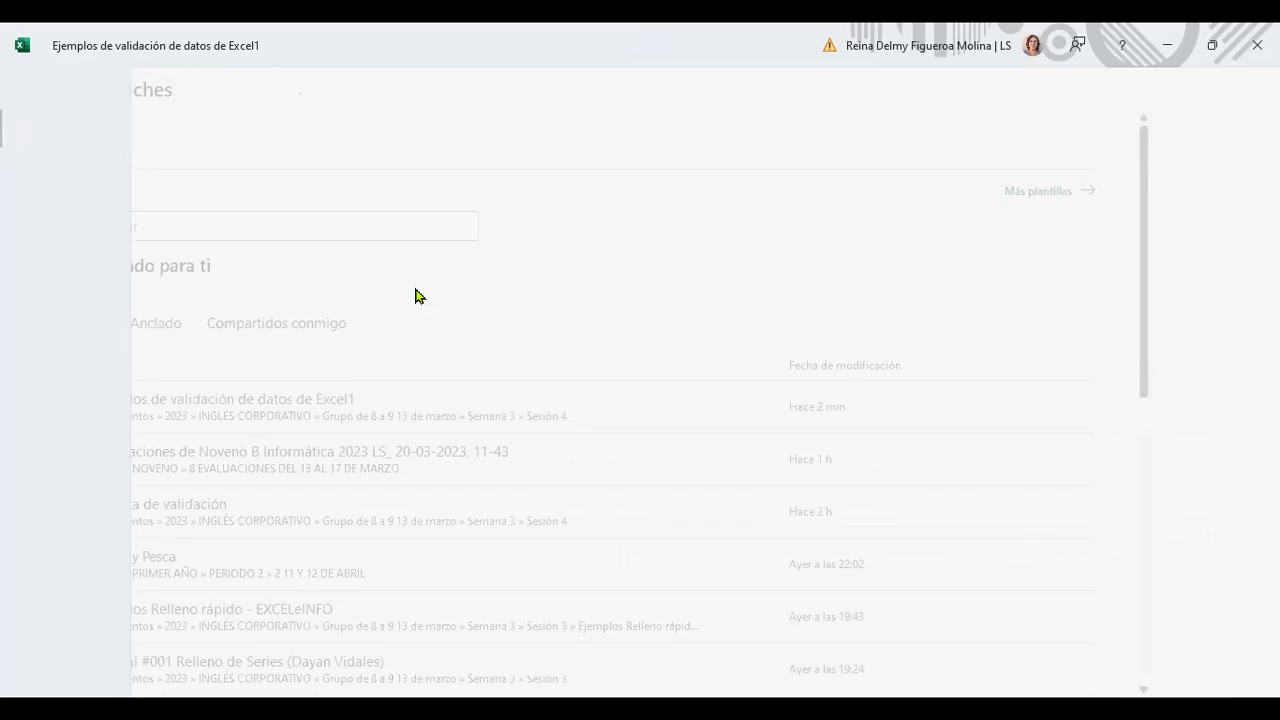 Ejemplos de validación de datos de Excel1
Reina Delmy Figueroa Molina | LS
?
oches
Más plantillas
er
ndo para ti
Anclado
Compartidos conmigo
Fecha de modificación
los de validación de datos de Excel1
entos » 2023 » INGLÉS CORPORATIVO » Grupo de 8 a 9 13 de marzo » Semana 3 » Sesión 4
Hace 2 min
aciones de Noveno B Informática 2023 LS_ 20-03-2023, 11-43
NOVENO » 8 EVALUACIONES DEL 13 AL 17 DE MARZO
Hace 1 h
a de validación
entos » 2023 » INGLÉS CORPORATIVO » Grupo de 8 a 9 13 de marzo » Semana 3 » Sesión 4
Hace 2 h
y Pesca
PRIMER AÑO » PERIODO 2 » 2 11 Y 12 DE ABRIL
Ayer a las 22:02
los Relleno rápido - EXCELeINFO
entos » 2023 » INGLÉS CORPORATIVO » Grupo de 8 a 9 13 de marzo » Semana 3 » Sesión 3 » Ejemplos Relleno rápid...
Ayer a las 19:43
al #001 Relleno de Series (Dayan Vidales)
entos » 2023 » INGLÉS CORPORATIVO » Grupo de 8 a 9 13 de marzo » Semana 3 » Sesión 3
Ayer a las 19:24